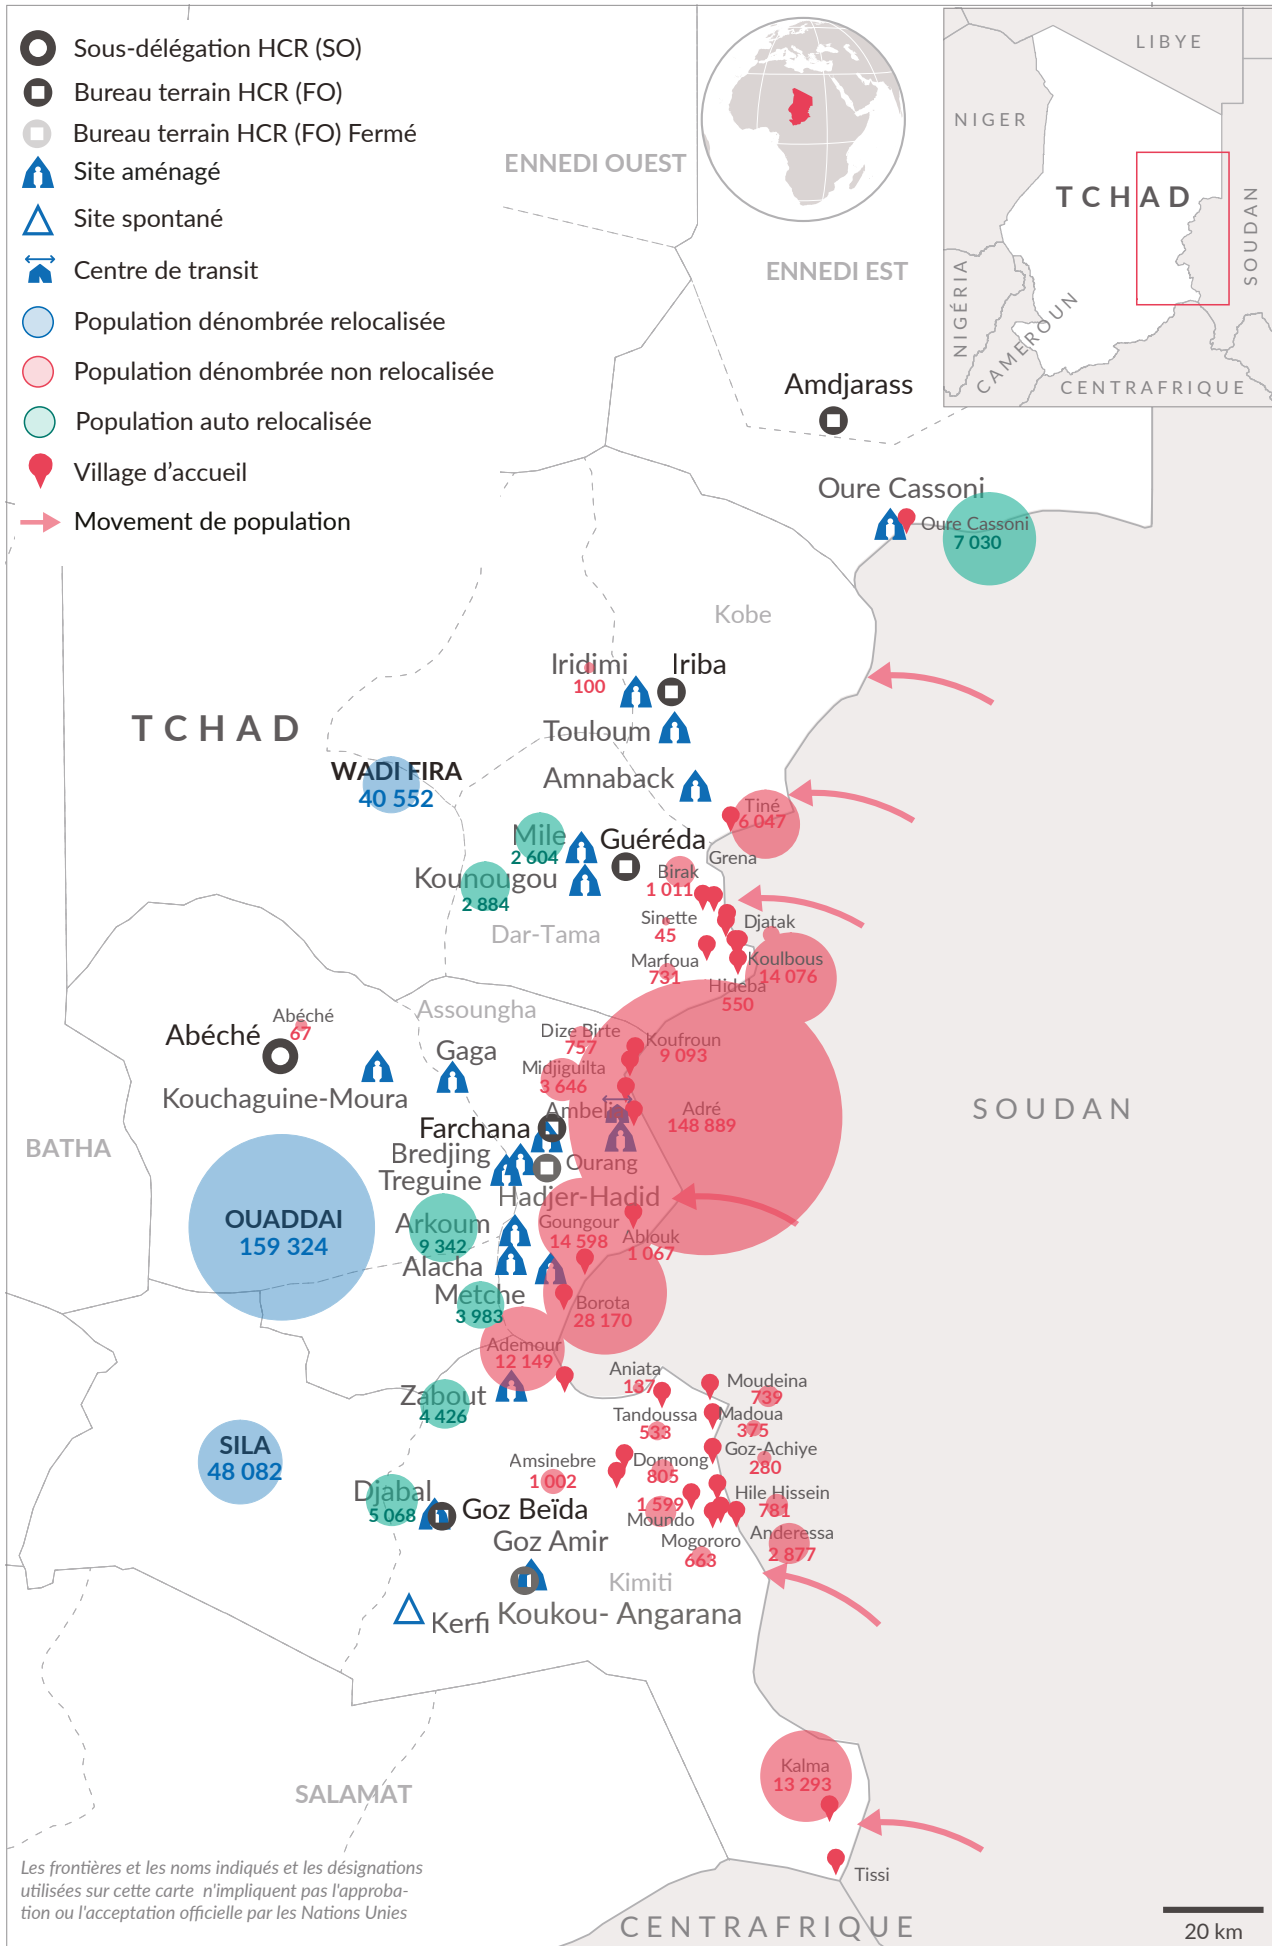 Sous-délégation HCR (SO)
Bureau terrain HCR (FO)
Bureau terrain HCR (FO) Fermé
Site aménagé
Site spontané
Centre de transit
Population dénombrée relocalisée
Population dénombrée non relocalisée
Population auto relocalisée
Village d'accueil
Movement de population
LIBYE
NIGER
TCHAD
SOUDAN
NIGÉRIA
CAMEROUN
CENTRAFRIQUE
ENNEDI OUEST
ENNEDI EST
Amdjarass
Oure Cassoni
Oure Cassoni
7 030
Kobe
Iridimi
100
Iriba
Touloum
TCHAD
WADI FIRA
40 552
Amnaback
Tiné
6 047
Mile
2 604
Guéréda
Grena
Birak
1 011
Kounougou
2 884
Sinette
45
Djatak
Dar-Tama
Marfoua
731
Koulbous
14 076
Hideba
550
Assoungha
Abéché
67
Abéché
Dize Birte
757
Koufroun
9 093
Gaga
Midjiguilta
3 646
Kouchaguine-Moura
Ambelia
Adré
148 889
SOUDAN
Farchana
BATHA
Bredjing
Ourang
Treguine
Hadjer-Hadid
OUADDAI
159 324
Arkoum
9 342
Goungour
14 598
Ablouk
1 067
Alacha
Metche
3 983
Borota
28 170
Ademour
12 149
Aniata
137
Moudeina
739
Zabout
4 426
Tandoussa
533
Madoua
375
SILA
48 082
Amsinebre
1 002
Dormong
805
Goz-Achiye
280
Djabal
5 068
Goz Beïda
1 599
Moundo
Hile Hissein
781
Goz Amir
Mogororo
663
Anderessa
2 877
Kimiti
Kerfi
Koukou- Angarana
Kalma
13 293
SALAMAT
Tissi
Les frontières et les noms indiqués et les désignations
utilisées sur cette carte n'impliquent pas l'approba-
tion ou l'acceptation officielle par les Nations Unies
CENTRAFRIQUE
20 km